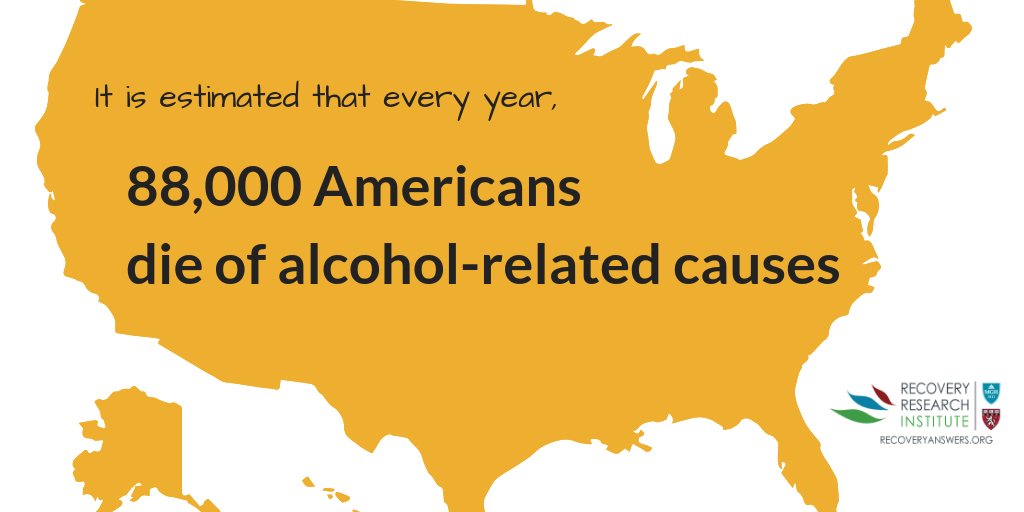 It is estimated that every year,
88,000 Americans
die of alcohol-related causes
RECOVERY
RESEARCH
INSTITUTE
MGH
RECOVERYANSWERS.ORG